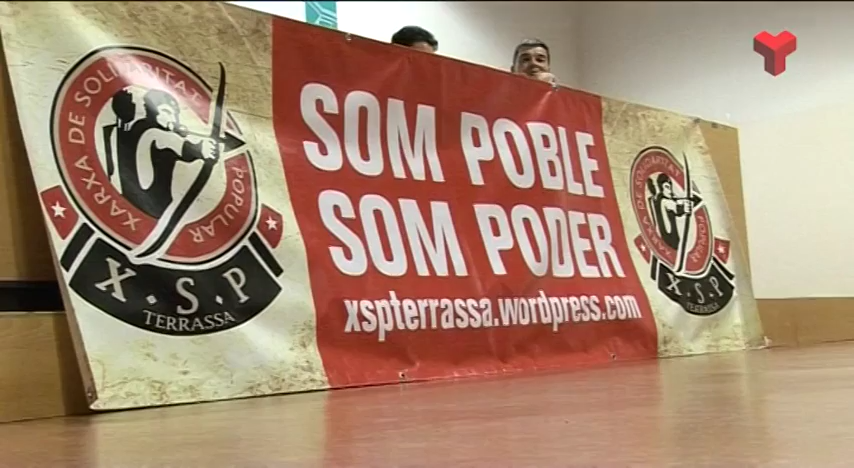 XARXA DE SOLIDARITAT POPULAR
X.S.P
TERRASSA
SOM POBLE
SOM PODER
xspterrassa.wordpress.com
XARXA DE SOLIDARITAT POPULAR
X.S.P
TERRASSA